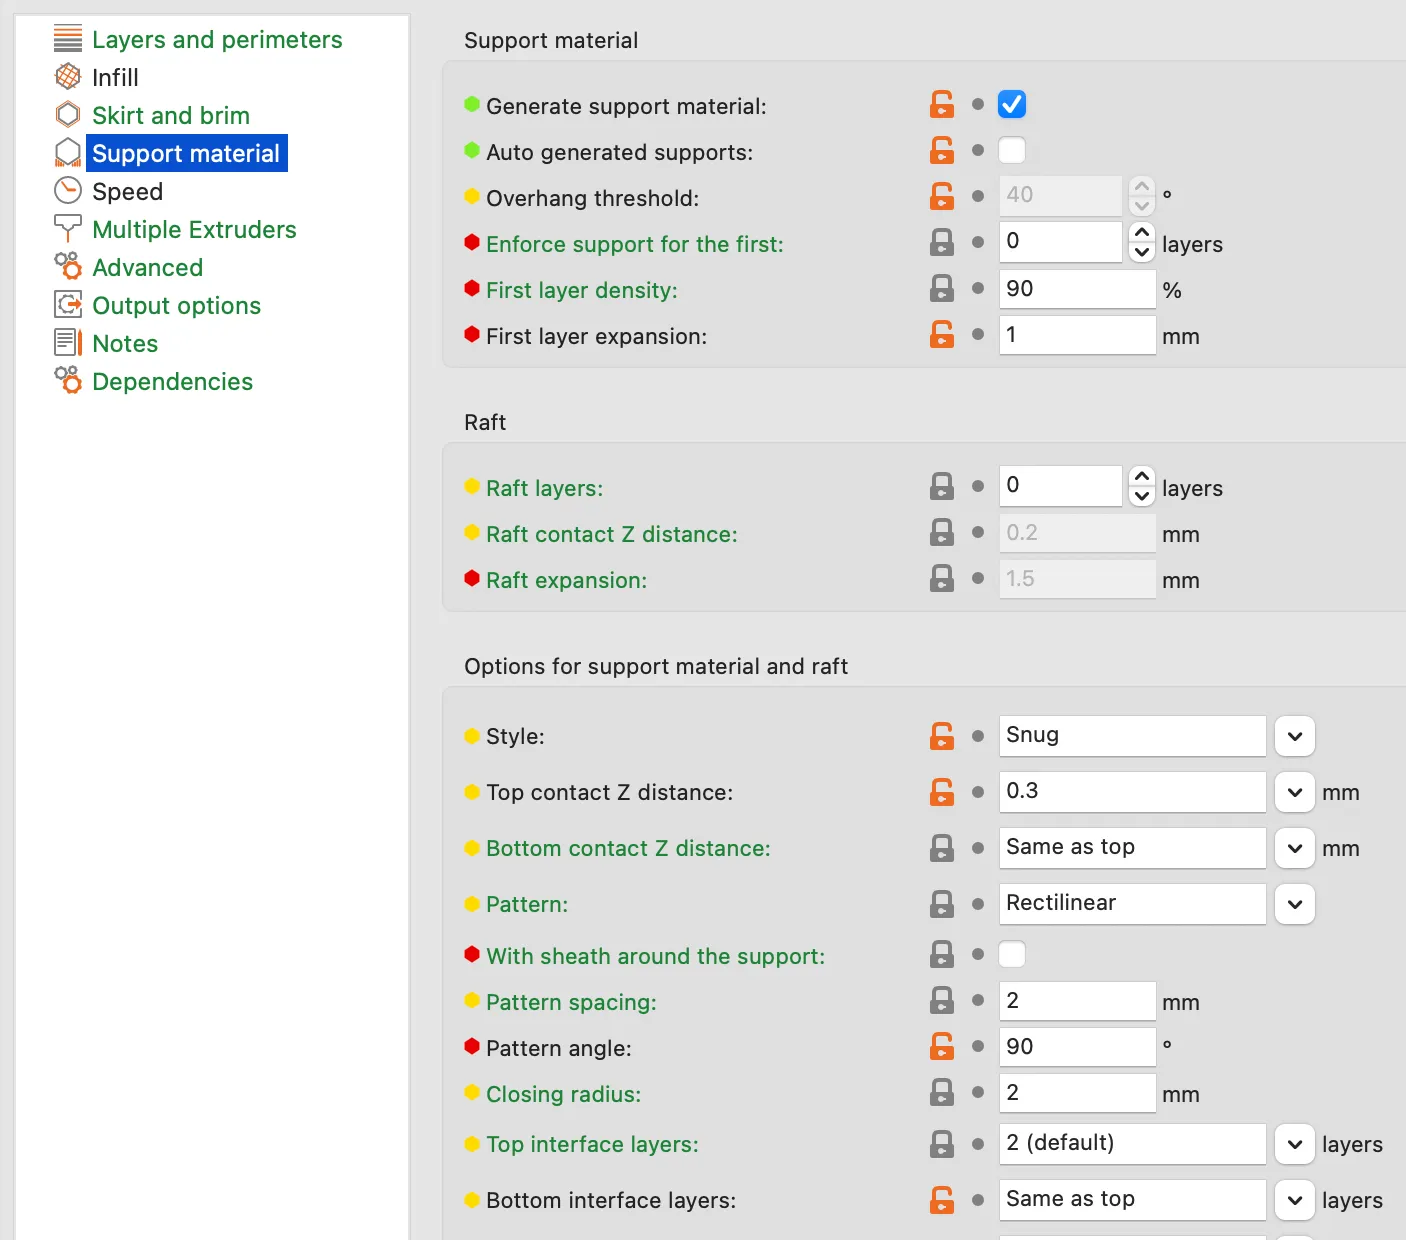 Layers and perimeters
Infill
Skirt and brim
Support material
Speed
Multiple Extruders
Advanced
Output options
Notes
Dependencies
Support material
Generate support material:
Auto generated supports:
Overhang threshold: 40 °
Enforce support for the first: 0 layers
First layer density: 90 %
First layer expansion: 1 mm
Raft
Raft layers: 0 layers
Raft contact Z distance: 0.2 mm
Raft expansion: 1.5 mm
Options for support material and raft
Style: Snug
Top contact Z distance: 0.3 mm
Bottom contact Z distance: Same as top mm
Pattern: Rectilinear
With sheath around the support:
Pattern spacing: 2 mm
Pattern angle: 90 °
Closing radius: 2 mm
Top interface layers: 2 (default) layers
Bottom interface layers: Same as top layers